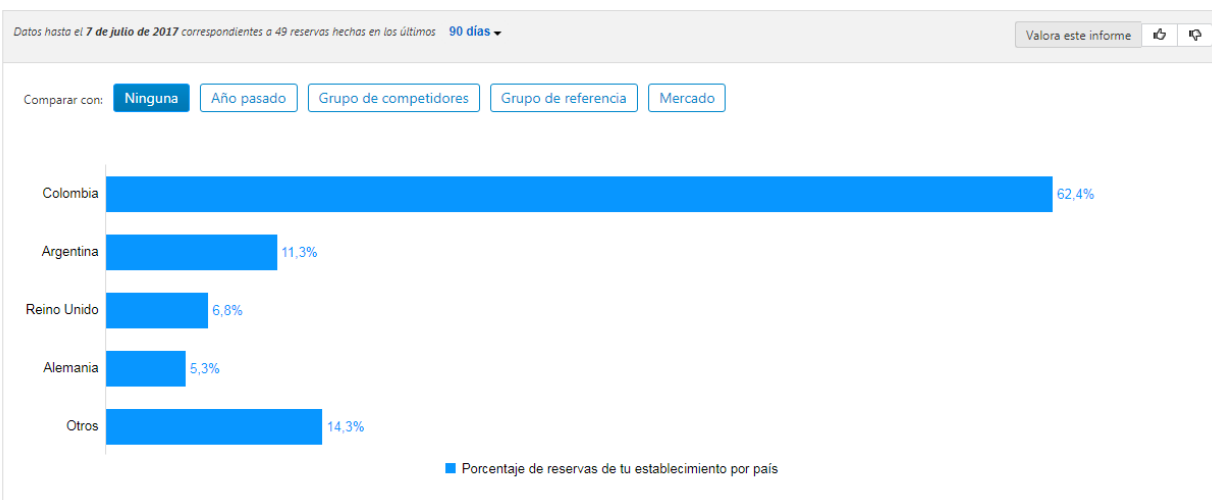 Datos hasta el 7 de julio de 2017 correspondientes a 49 reservas hechas en los últimos 90 días
Valora este informe
Comparar con: Ninguna Año pasado Grupo de competidores Grupo de referencia Mercado
Colombia 62,4%
Argentina 11,3%
Reino Unido 6,8%
Alemania 5,3%
Otros 14,3%
Porcentaje de reservas de tu establecimiento por país